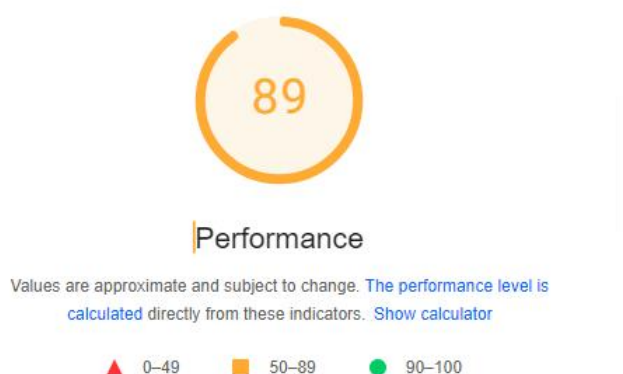 89
Performance
Values are approximate and subject to change. The performance level is
calculated directly from these indicators. Show calculator
0–49 50–89 90–100